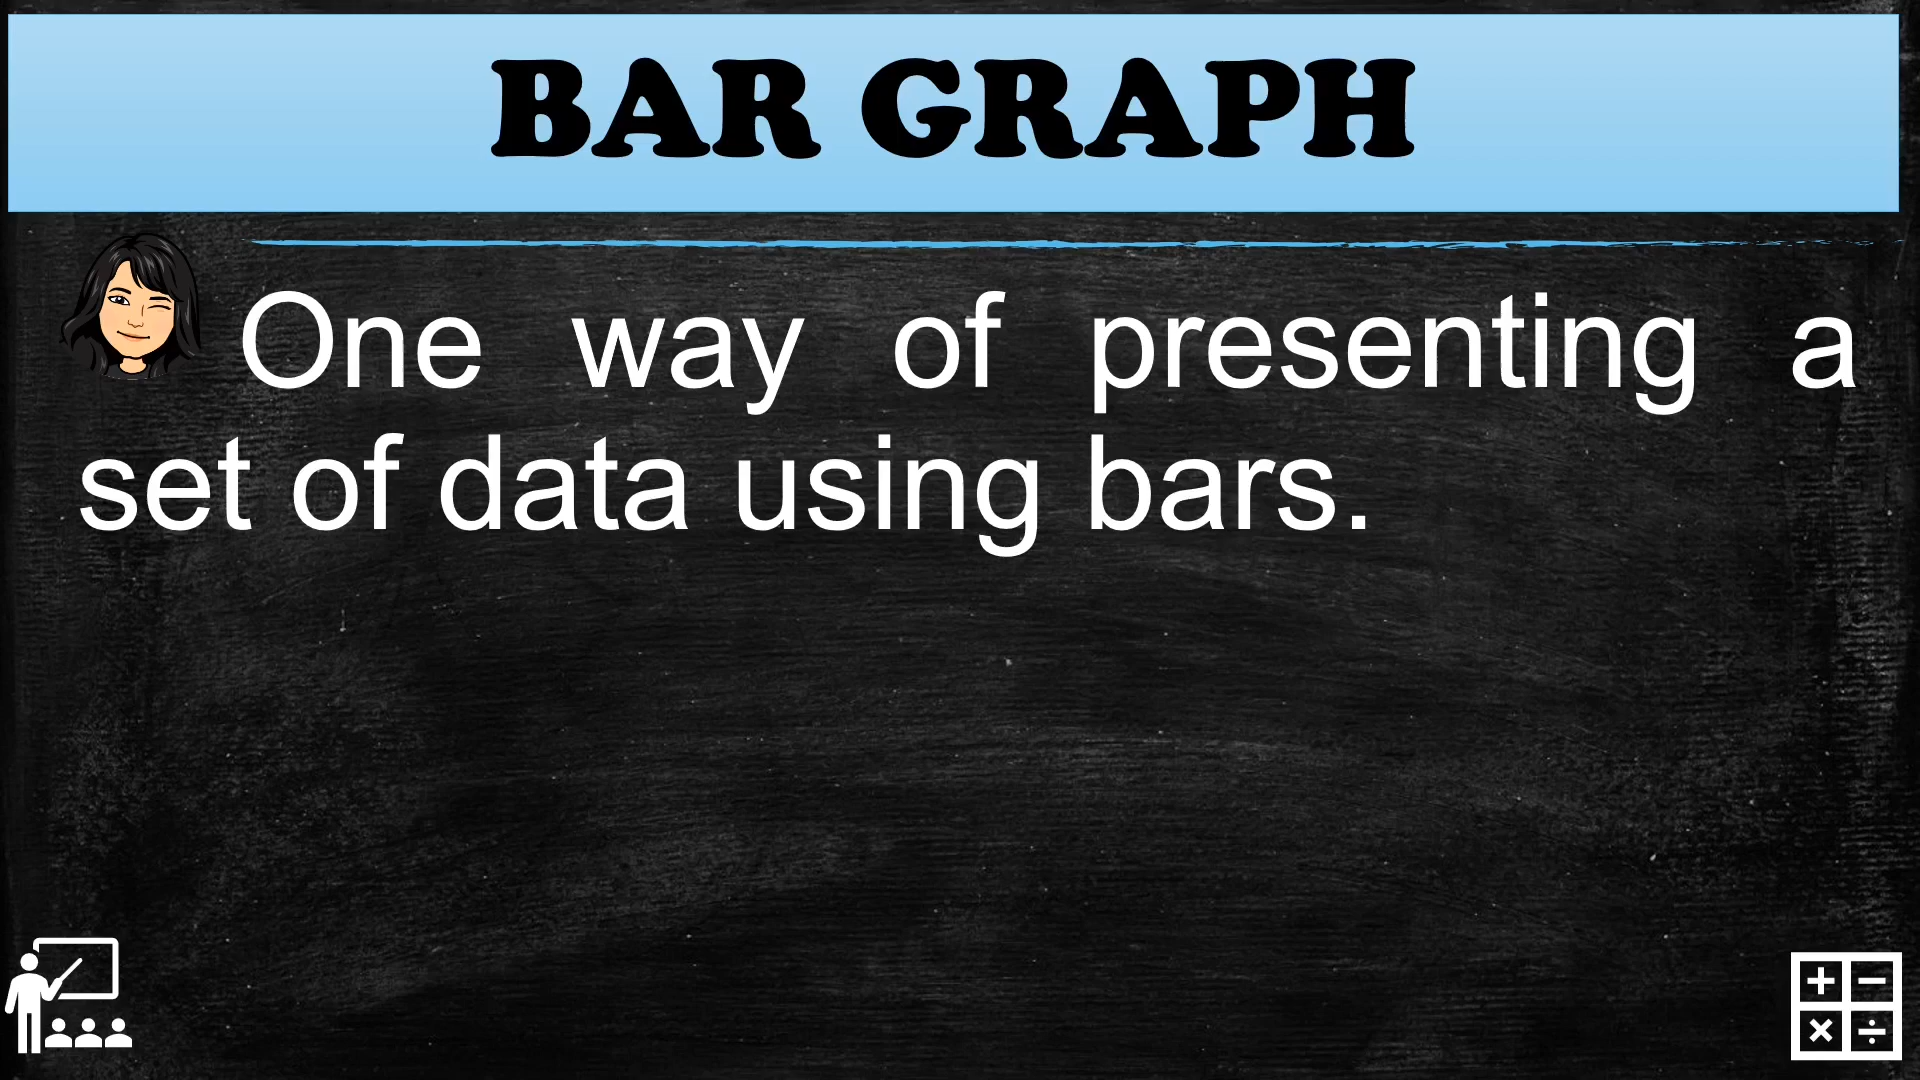 BAR GRAPH
One way of presenting a
set of data using bars.